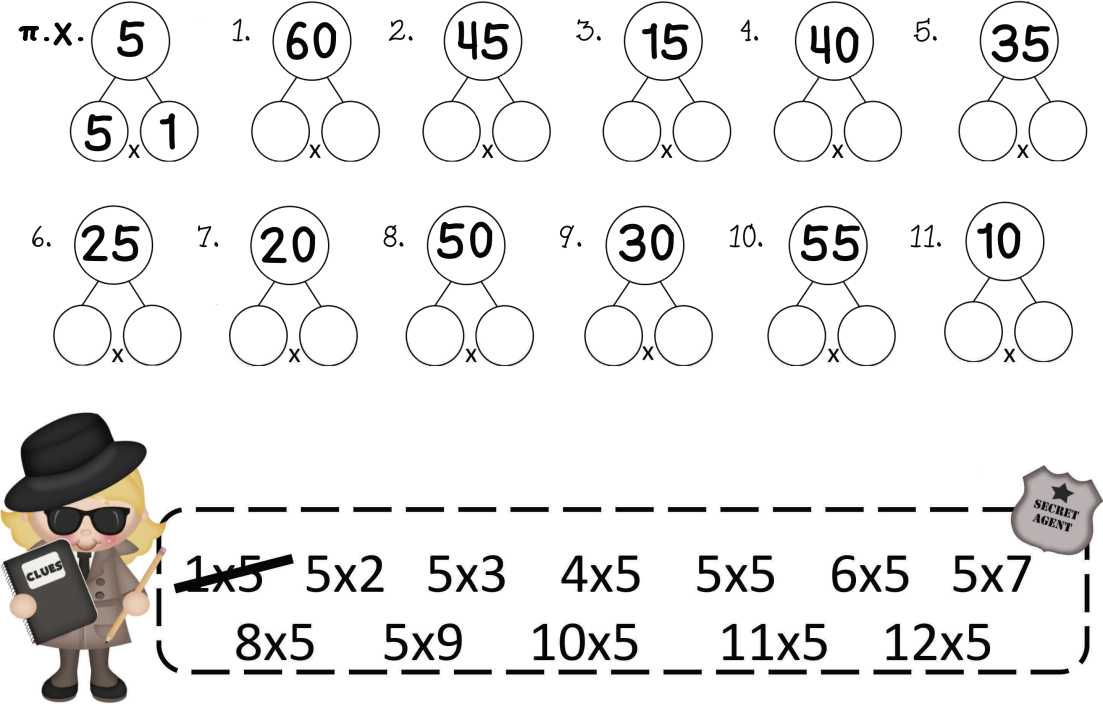 π.χ. 5 1. 60 2. 45 3. 15 4. 40 5. 35
5 x 1 x x x x x
6. 25 7. 20 8. 50 9. 30 10. 55 11. 10
x x x x x x
SECRET
AGENT
CLUES
1x5 5x2 5x3 4x5 5x5 6x5 5x7
8x5 5x9 10x5 11x5 12x5